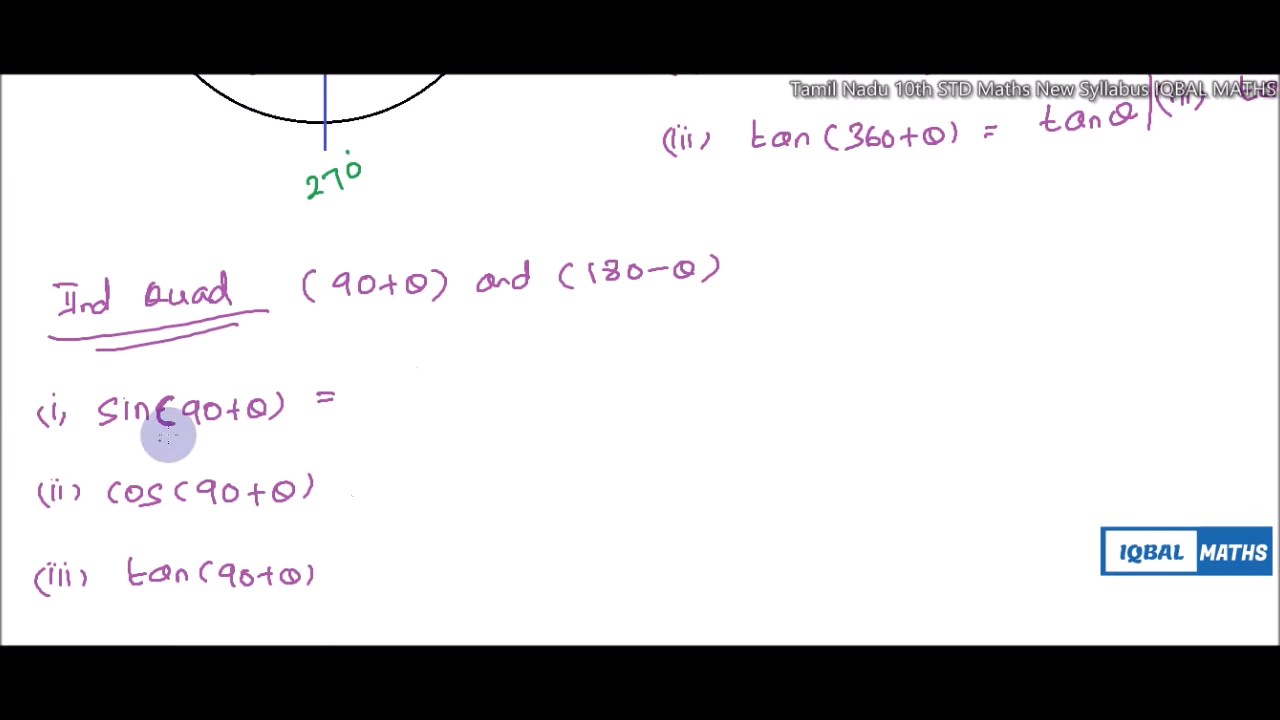 Tamil Nadu 10th STD Maths New Syllabus IQBAL MATHS
(iii) tan(360+θ) = tanθ
270°
IInd Quad (90+θ) and (180-θ)
(i) sin(90+θ) =
(ii) cos(90+θ)
(iii) tan(90+θ)
IQBAL MATHS